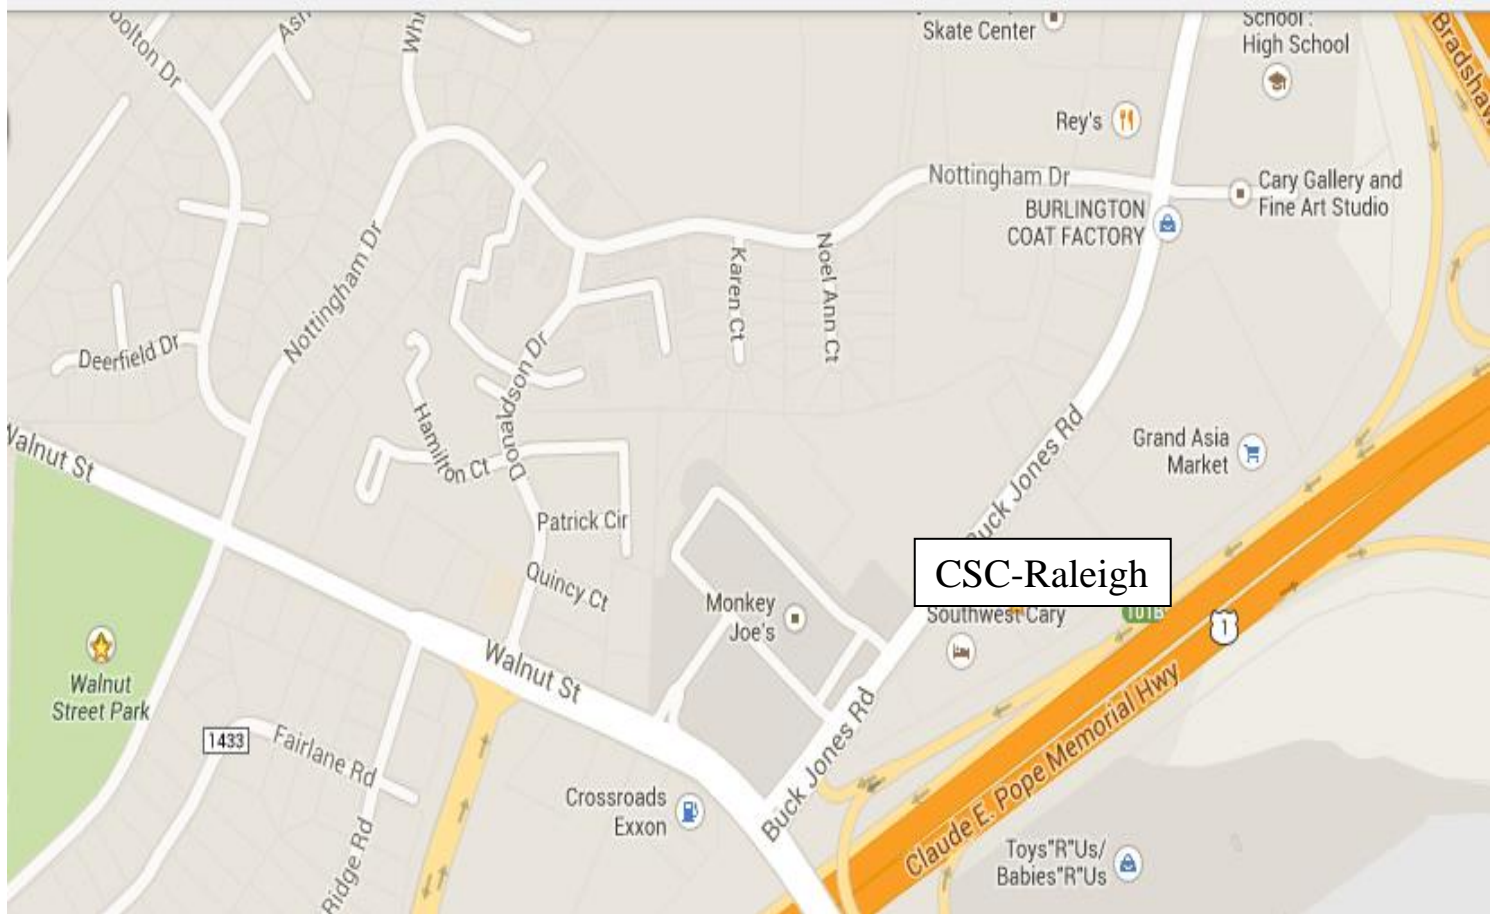 Skate Center
School :
High School
Bradshaw
bolton Dr
Rey's
Nottingham Dr
Cary Gallery and
Fine Art Studio
BURLINGTON
COAT FACTORY
Nottingham Dr
Karen Ct
Noel Ann Ct
Deerfield Dr
Donaldson Dr
Hamilton Ct
Walnut St
Buck Jones Rd
Grand Asia
Market
Patrick Cir
Quincy Ct
CSC-Raleigh
Southwest Cary
101B
1
Monkey
Joe's
Walnut
Street Park
Walnut St
1433
Fairlane Rd
Ridge Rd
Crossroads
Exxon
Buck Jones Rd
Claude E. Pope Memorial Hwy
Toys"R"Us/
Babies"R"Us